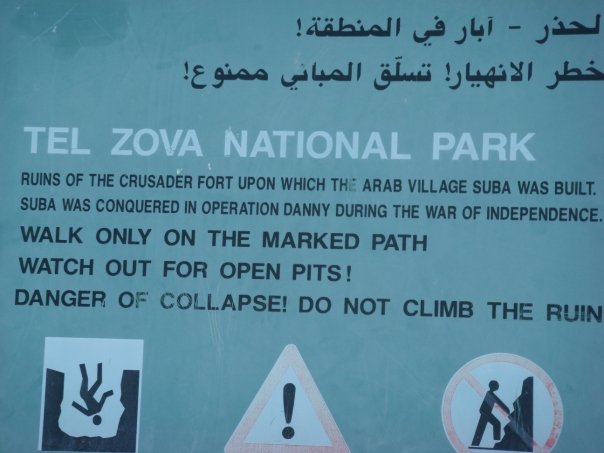 لحذر - آبار في المنطقة!
خطر الانهيار! تسلّق المباني ممنوع!
TEL ZOVA NATIONAL PARK
RUINS OF THE CRUSADER FORT UPON WHICH THE ARAB VILLAGE SUBA WAS BUILT.
SUBA WAS CONQUERED IN OPERATION DANNY DURING THE WAR OF INDEPENDENCE.
WALK ONLY ON THE MARKED PATH
WATCH OUT FOR OPEN PITS!
DANGER OF COLLAPSE! DO NOT CLIMB THE RUIN
!